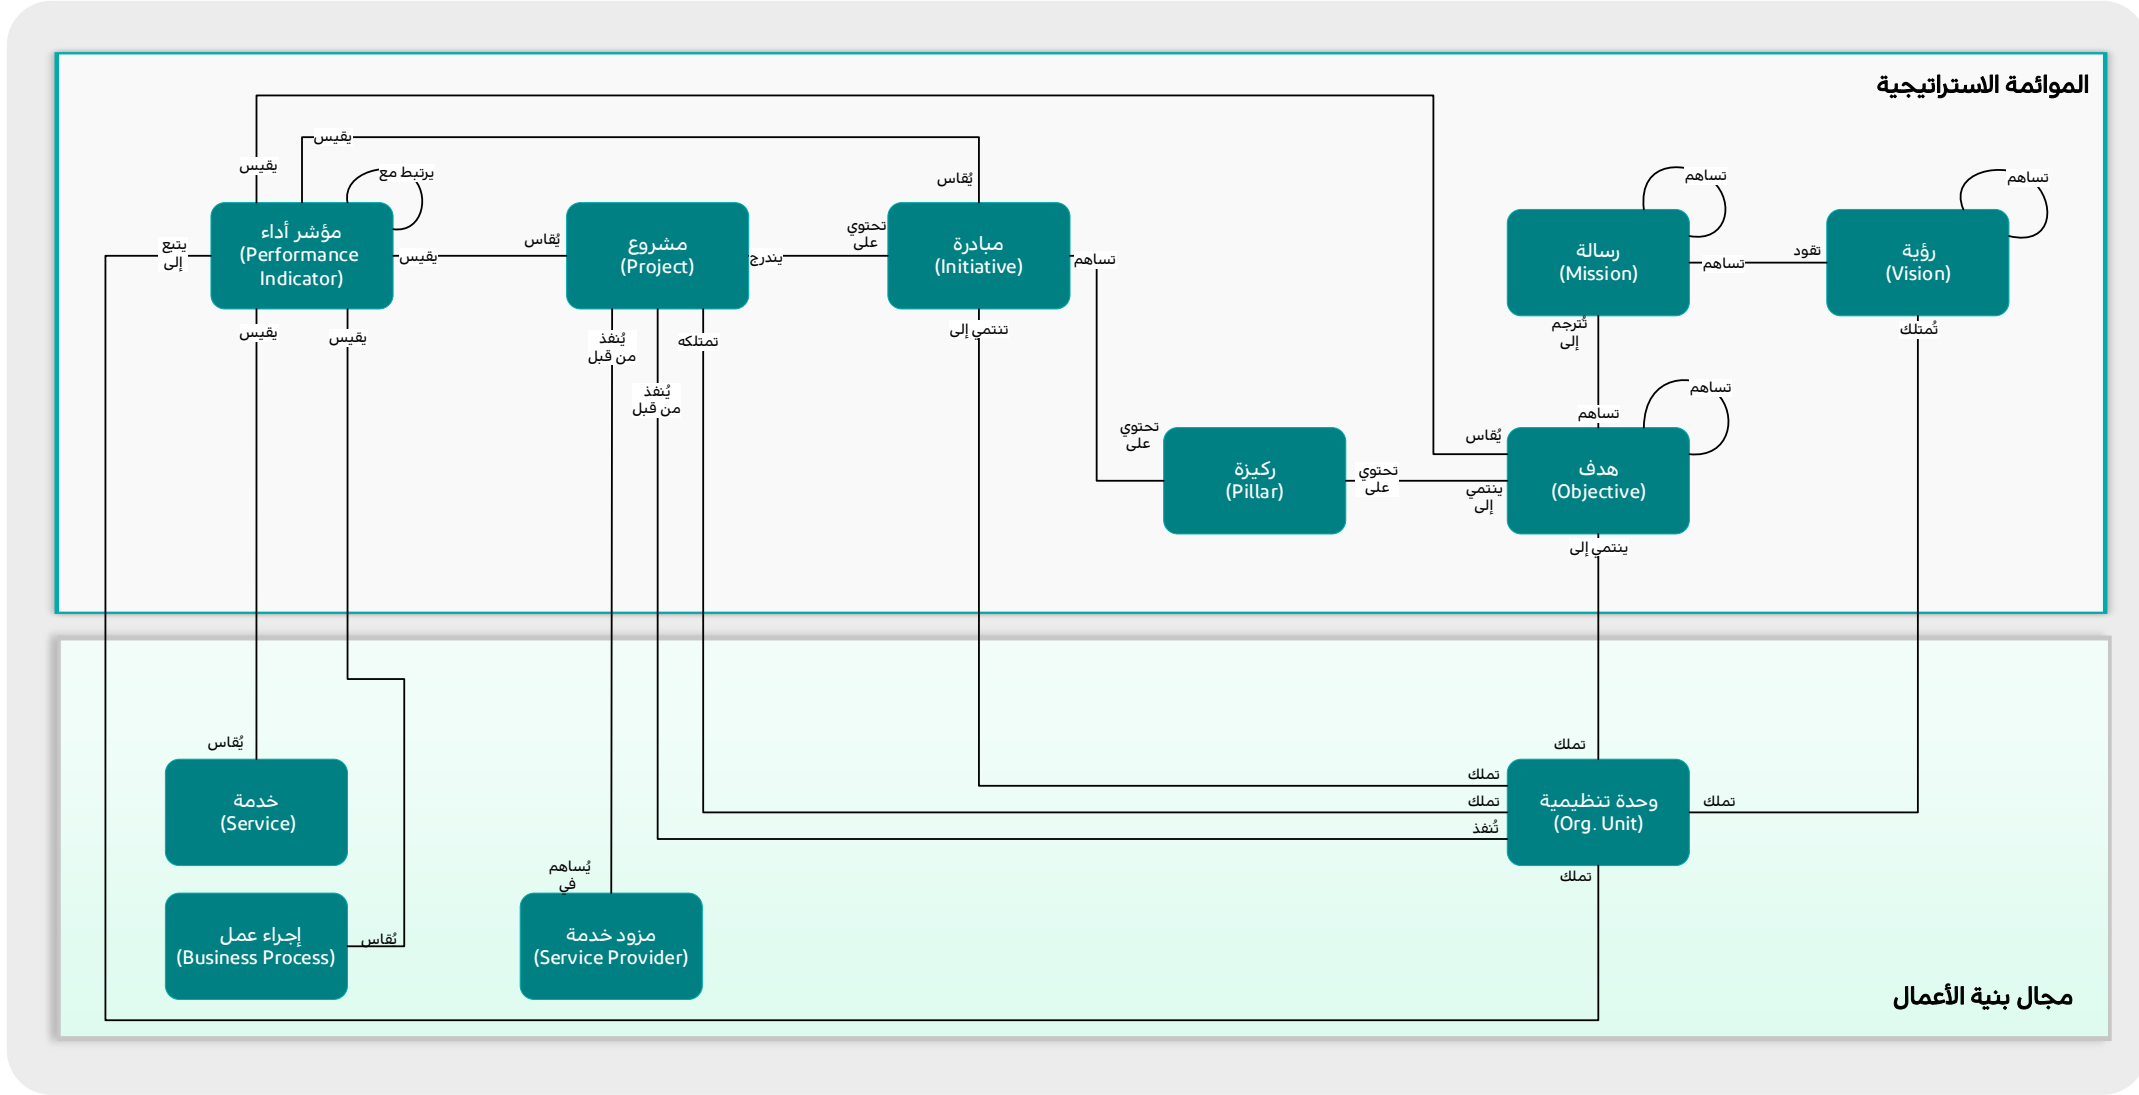 الموائمة الاستراتيجية
يقيس
يقيس
يرتبط مع
يُقاس
تساهم
تساهم
مؤشر أداء
(Performance
Indicator)
يتبع
إلى
يقيس
يُقاس
مشروع
(Project)
يندرج
تحتوي
على
مبادرة
(Initiative)
تساهم
رسالة
(Mission)
تساهم
تقود
رؤية
(Vision)
يقيس
يقيس
يُنفذ
من قبل
تمتلكه
يُنفذ
من قبل
تنتمي إلى
تُترجم
إلى
تُمتلك
تساهم
تساهم
تحتوي
على
ركيزة
(Pillar)
تحتوي
على
يُقاس
ينتمي
إلى
هدف
(Objective)
ينتمي إلى
يُقاس
خدمة
(Service)
تملك
تملك
تملك
تُنفذ
وحدة تنظيمية
(Org. Unit)
تملك
تملك
إجراء عمل
(Business Process)
يُقاس
يُساهم
في
مزود خدمة
(Service Provider)
مجال بنية الأعمال